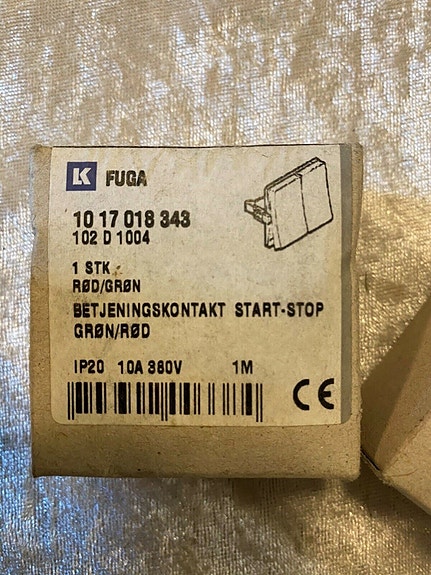 LK FUGA
10 17 018 343
102 D 1004
1 STK
RØD/GRØN
BETJENINGSKONTAKT START-STOP
GRØN/RØD
IP20 10A 380V 1M
CE